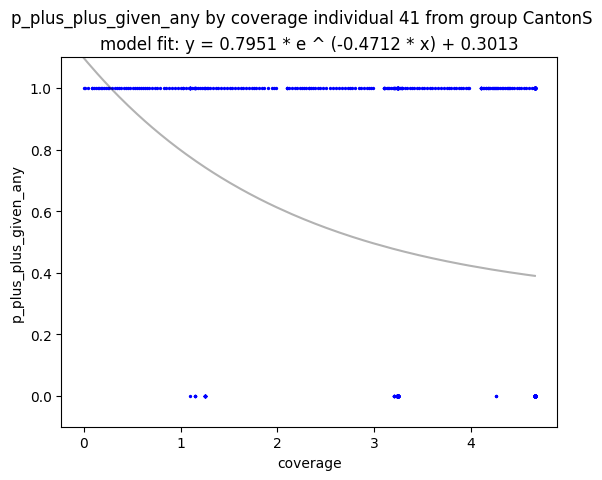 p_plus_plus_given_any by coverage individual 41 from group CantonS
model fit: y = 0.7951 * e ^ (-0.4712 * x) + 0.3013
1.0
0.8
0.6
0.4
0.2
0.0
p_plus_plus_given_any
0 1 2 3 4
coverage